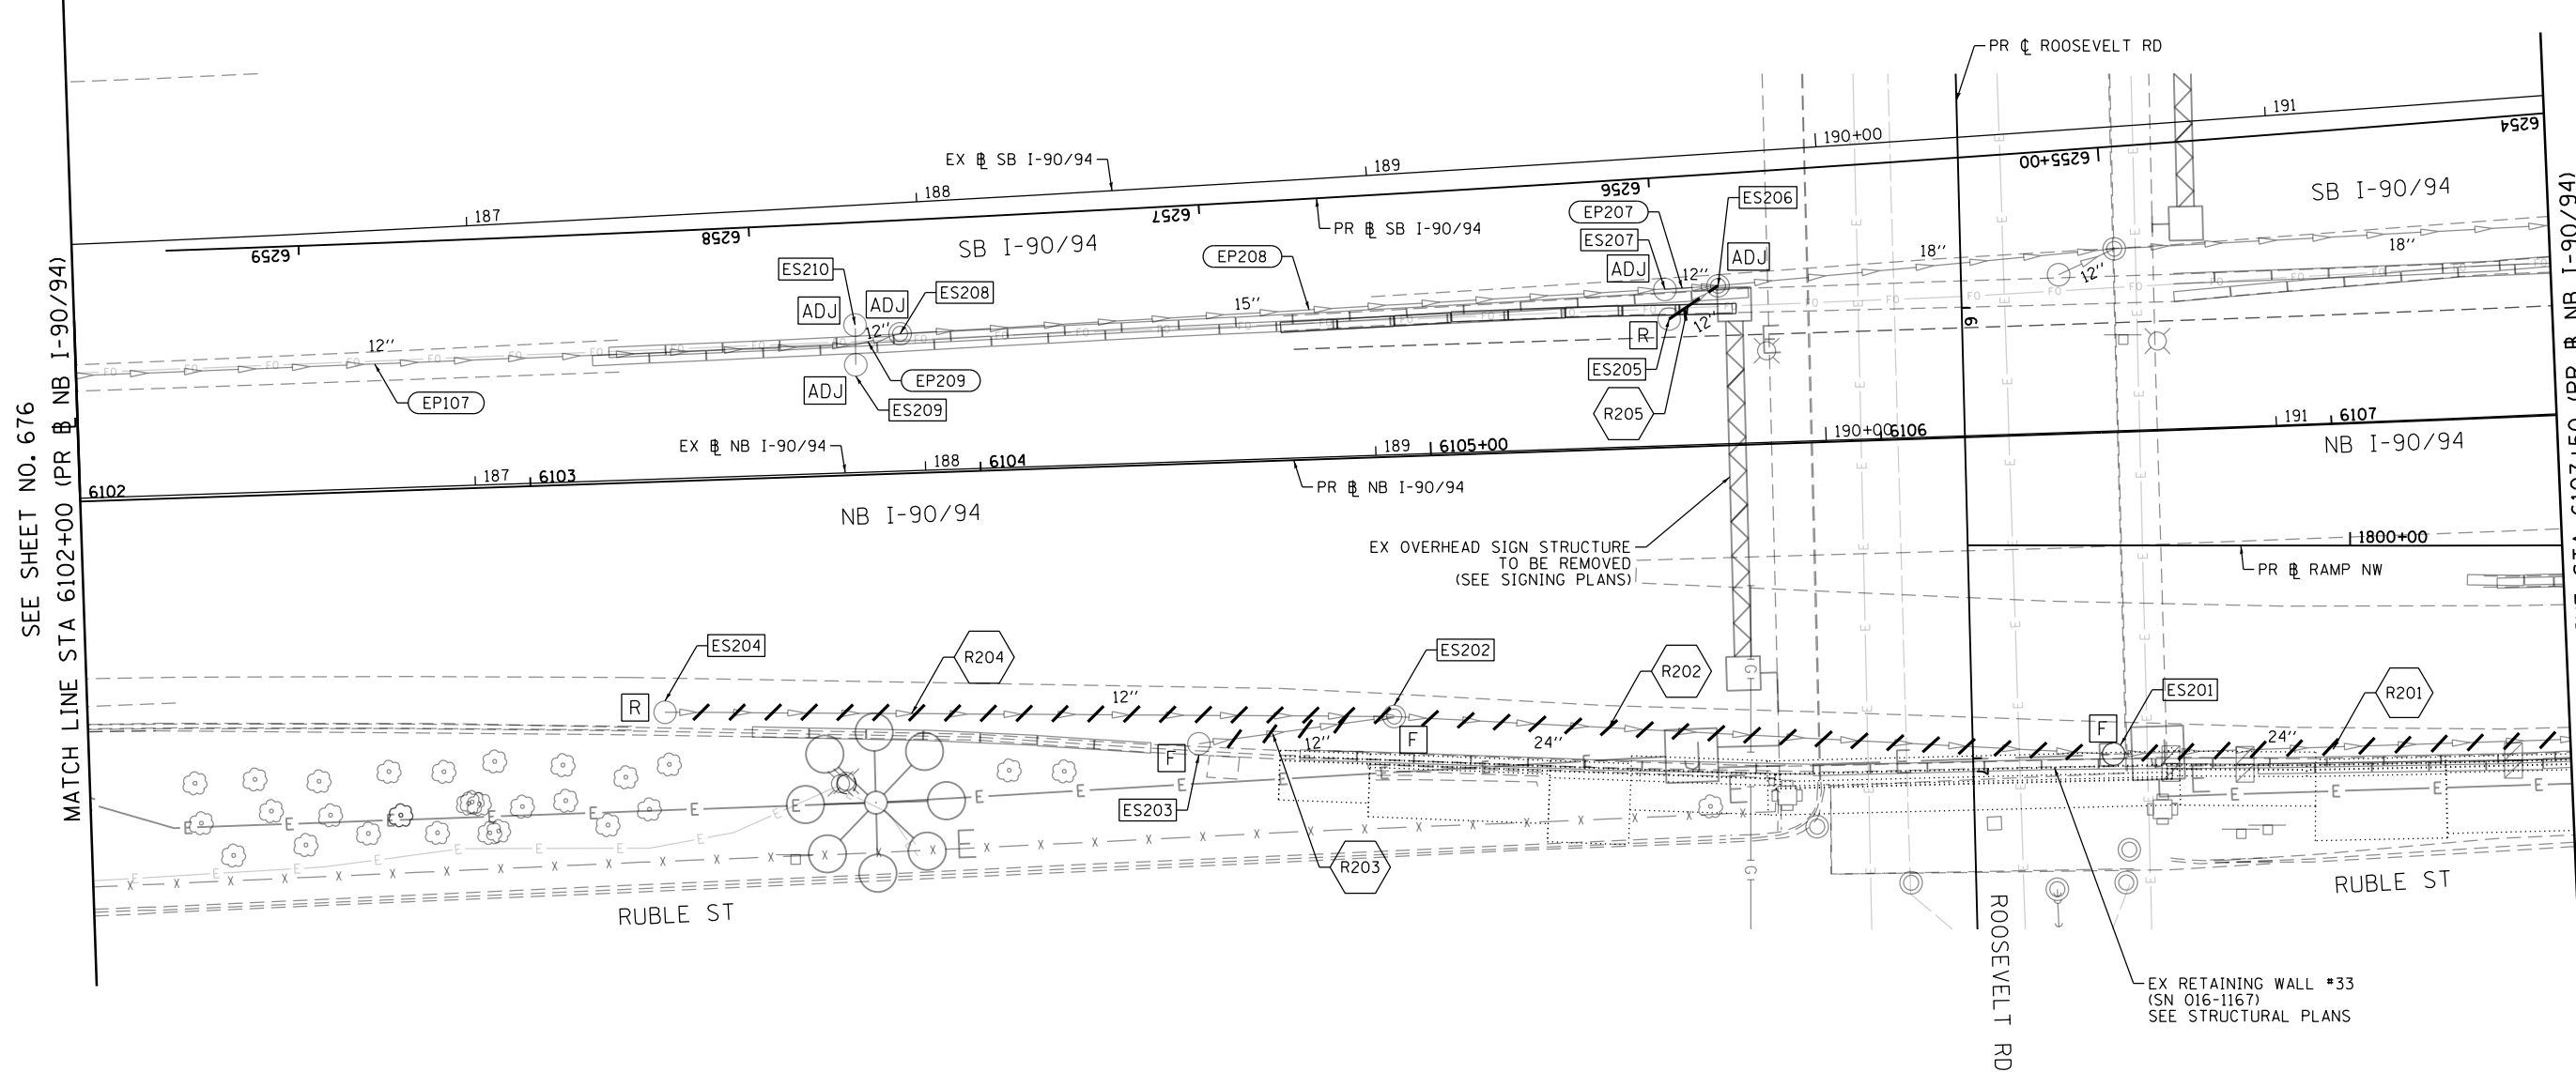 PR ℄ ROOSEVELT RD
191
6254
190+00
6255+00
EX ℄ SB I-90/94
189
188
187
6256
6257
6258
6259
PR ℄ SB I-90/94
SB I-90/94
SB I-90/94
ES206
EP207
ES207
ADJ
ADJ
12''
18''
18''
12''
EP208
15''
ES210
ADJ
ADJ
ES208
12''
12''
EP107
EP209
ADJ
ES209
R
12''
ES205
R205
9
SEE SHEET NO. 676
MATCH LINE STA 6102+00 (PR ℄ NB I-90/94)
EX ℄ NB I-90/94
6102
187
6103
188
6104
189
6105+00
190+00
6106
191
6107
PR ℄ NB I-90/94
NB I-90/94
NB I-90/94
EX OVERHEAD SIGN STRUCTURE
TO BE REMOVED
(SEE SIGNING PLANS)
1800+00
PR ℄ RAMP NW
ES204
R
R204
12''
ES202
R202
ES201
F
R201
F
12''
F
24''
24''
ES203
R203
7
RUBLE ST
RUBLE ST
ROOSEVELT RD
EX RETAINING WALL #33
(SN 016-1167)
SEE STRUCTURAL PLANS